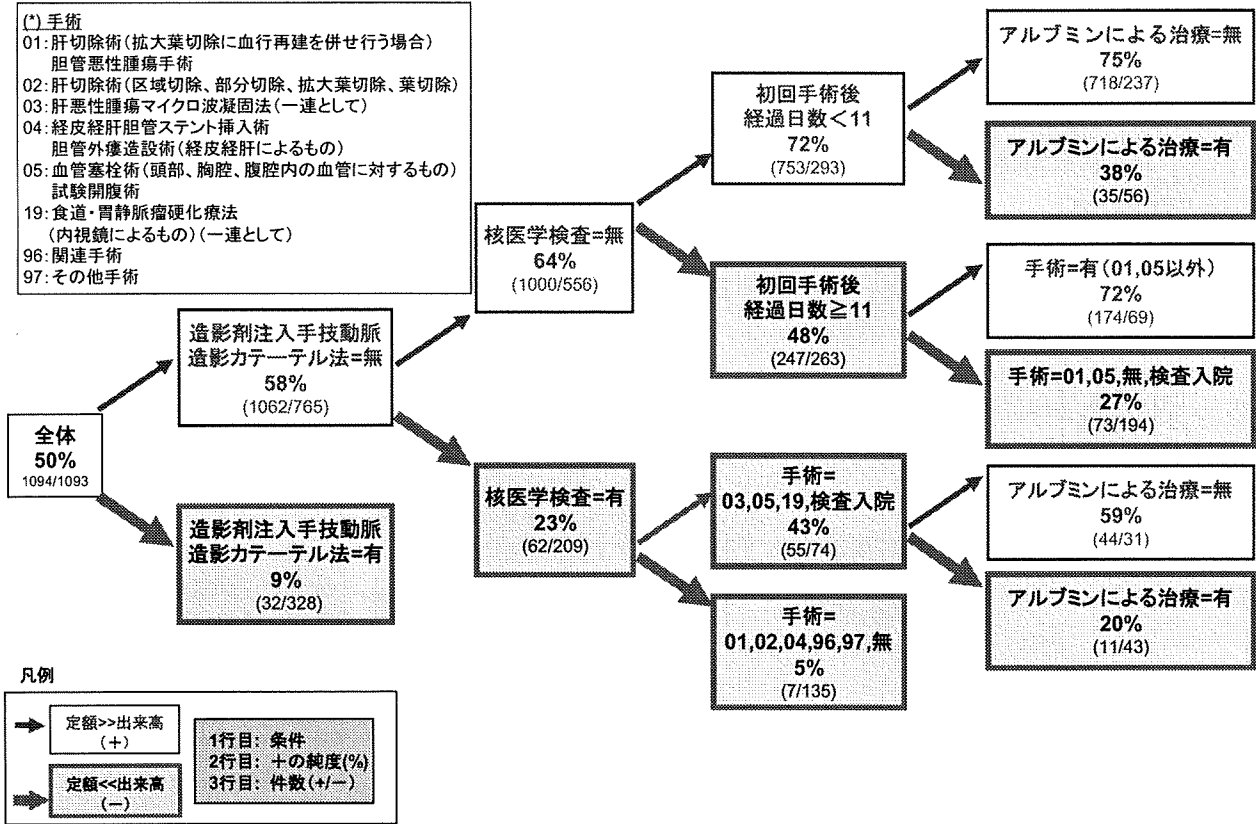 (*) 手術
01:肝切除術(拡大葉切除に血行再建を併せ行う場合)
胆管悪性腫瘍手術
02:肝切除術(区域切除、部分切除、拡大葉切除、葉切除)
03:肝悪性腫瘍マイクロ波凝固法(一連として)
04:経皮経肝胆管ステント挿入術
胆管外瘻造設術(経皮経肝によるもの)
05:血管塞栓術(頭部、胸腔、腹腔内の血管に対するもの)
試験開腹術
19:食道・胃静脈瘤硬化療法
(内視鏡によるもの)(一連として)
96:関連手術
97:その他手術
全体
50%
1094/1093
造影剤注入手技動脈
造影カテーテル法=無
58%
(1062/765)
造影剤注入手技動脈
造影カテーテル法=有
9%
(32/328)
核医学検査=無
64%
(1000/556)
核医学検査=有
23%
(62/209)
初回手術後
経過日数<11
72%
(753/293)
初回手術後
経過日数≧11
48%
(247/263)
手術=
03,05,19,検査入院
43%
(55/74)
手術=
01,02,04,96,97,無
5%
(7/135)
アルブミンによる治療=無
75%
(718/237)
アルブミンによる治療=有
38%
(35/56)
手術=有(01,05以外)
72%
(174/69)
手術=01,05,無,検査入院
27%
(73/194)
アルブミンによる治療=無
59%
(44/31)
アルブミンによる治療=有
20%
(11/43)
凡例
定額>>出来高
(+)
定額<<出来高
(-)
1行目: 条件
2行目: +の純度(%)
3行目: 件数(+/-)